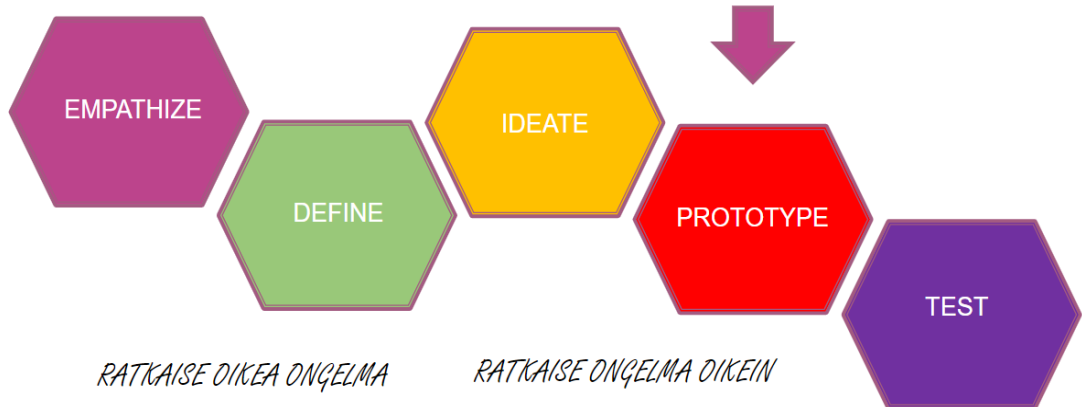 EMPATHIZE
DEFINE
IDEATE
PROTOTYPE
TEST
RATKAISE OIKEA ONGELMA
RATKAISE ONGELMA OIKEIN